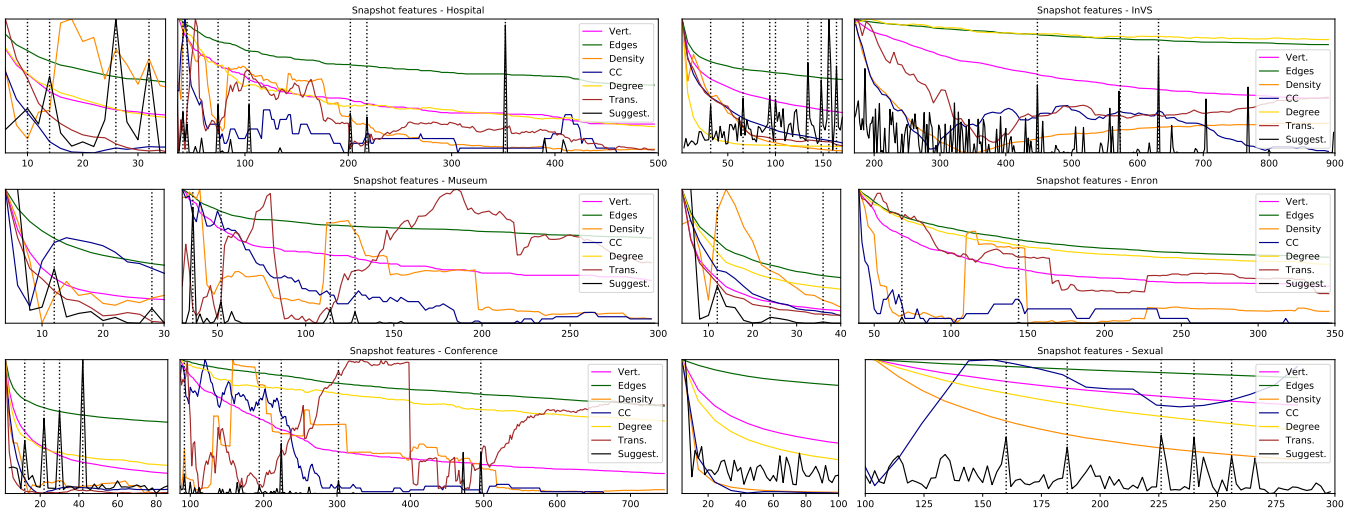 Snapshot features - Hospital
Vert.
Edges
Density
CC
Degree
Trans.
Suggest.
10 20 30
100 200 300 400 500
Snapshot features - InVS
Vert.
Edges
Density
CC
Degree
Trans.
Suggest.
50 100 150
200 300 400 500 600 700 800 900
Snapshot features - Museum
Vert.
Edges
Density
CC
Degree
Trans.
Suggest.
10 20 30
50 100 150 200 250 300
Snapshot features - Enron
Vert.
Edges
Density
CC
Degree
Trans.
Suggest.
10 20 30 40
50 100 150 200 250 300 350
Snapshot features - Conference
Vert.
Edges
Density
CC
Degree
Trans.
Suggest.
20 40 60 80
100 200 300 400 500 600 700
Snapshot features - Sexual
Vert.
Edges
Density
CC
Degree
Trans.
Suggest.
20 40 60 80 100
100 125 150 175 200 225 250 275 300